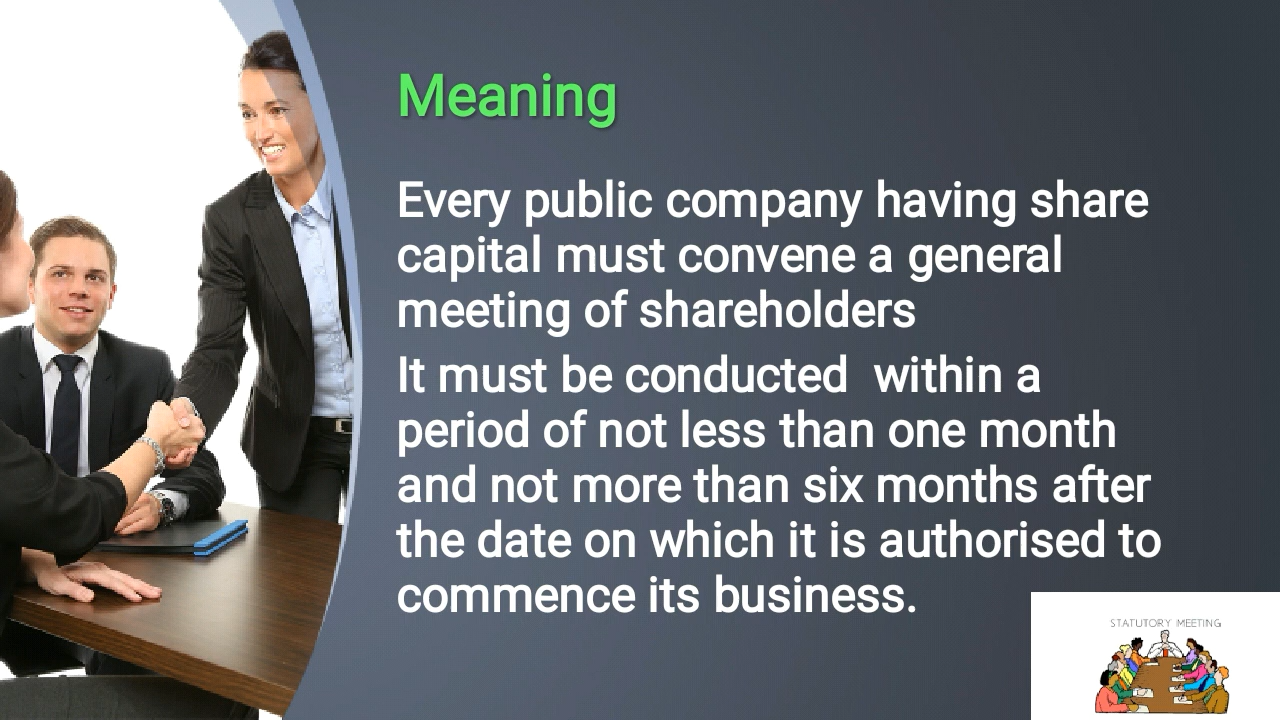 Meaning
Every public company having share
capital must convene a general
meeting of shareholders
It must be conducted  within a
period of not less than one month
and not more than six months after
the date on which it is authorised to
commence its business.
STATUTORY MEETING